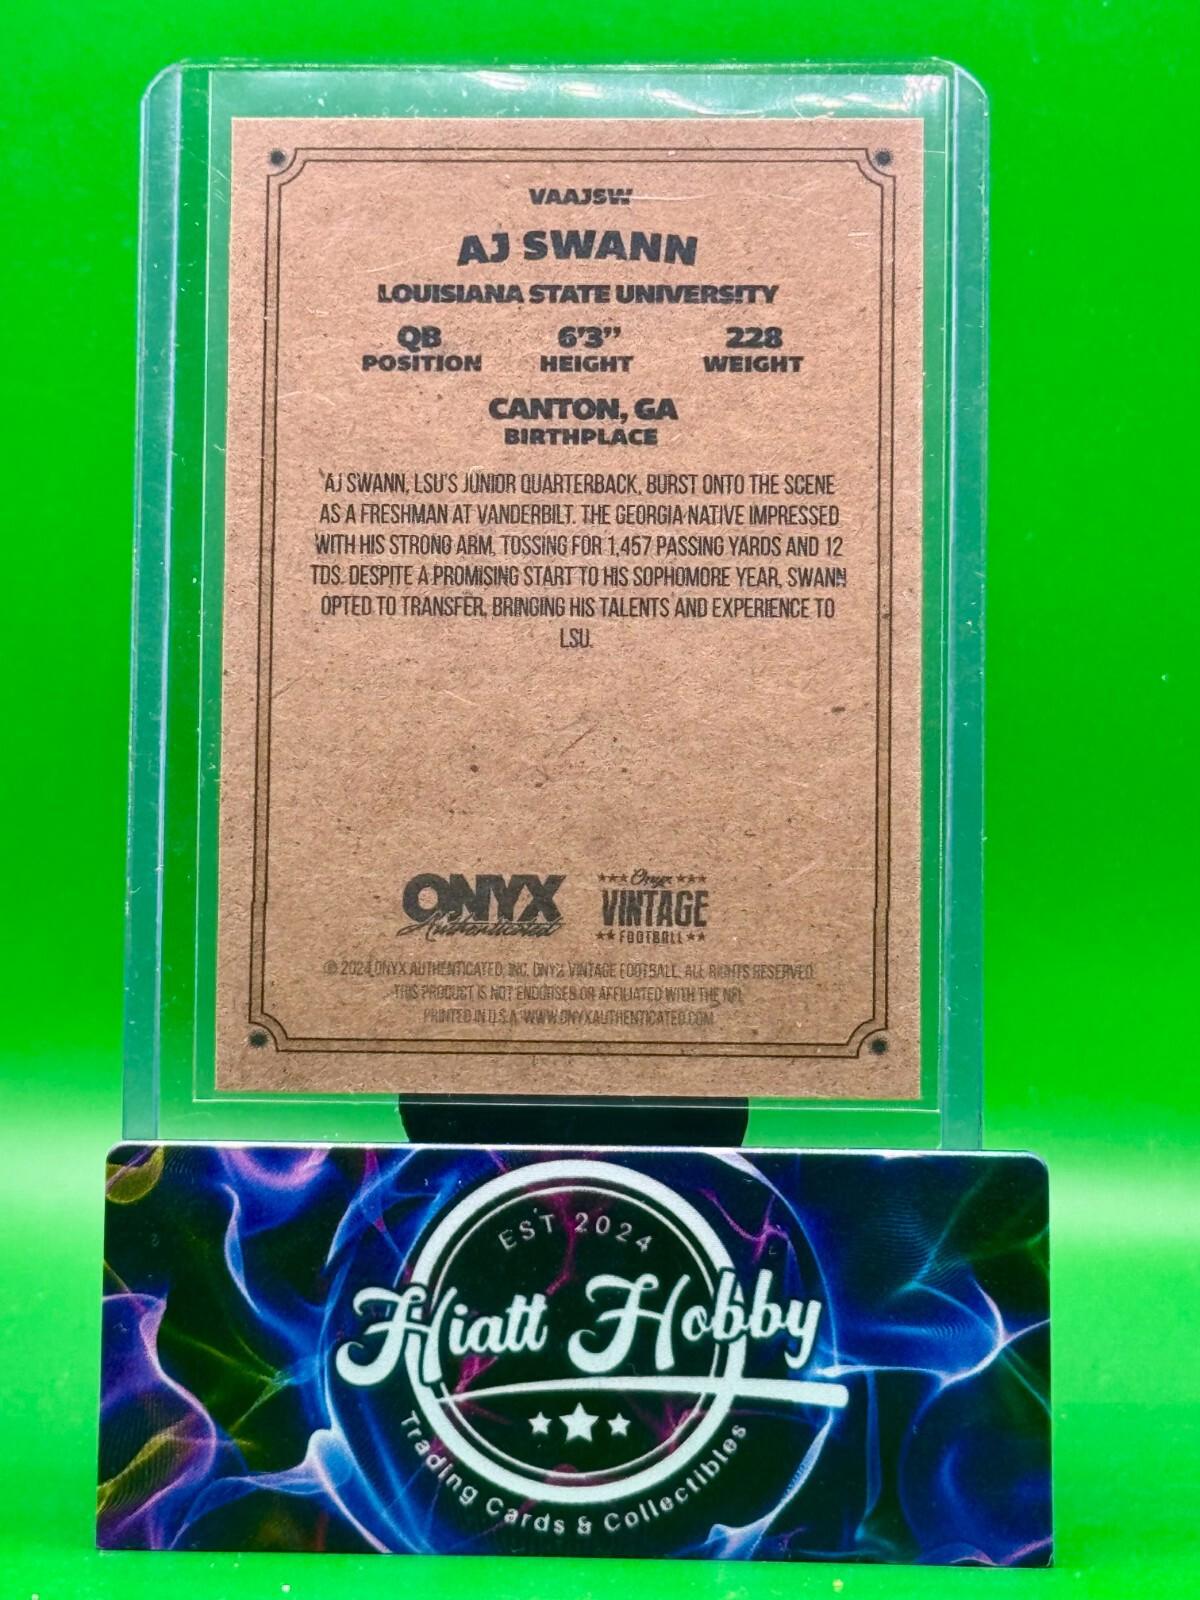 VAAJSW
AJ SWANN
LOUISIANA STATE UNIVERSITY
QB 6'3" 228
POSITION HEIGHT WEIGHT
CANTON, GA
BIRTHPLACE
AJ SWANN, LSU'S JUNIOR QUARTERBACK, BURST ONTO THE SCENE
AS A FRESHMAN AT VANDERBILT. THE GEORGIA NATIVE IMPRESSED
WITH HIS STRONG ARM, TOSSING FOR 1,457 PASSING YARDS AND 12
TDS. DESPITE A PROMISING START TO HIS SOPHOMORE YEAR, SWANN
OPTED TO TRANSFER, BRINGING HIS TALENTS AND EXPERIENCE TO
LSU.
ONYX
Authenticated
Onyx
VINTAGE
FOOTBALL
© 2024 ONYX AUTHENTICATED, INC. ONYX VINTAGE FOOTBALL. ALL RIGHTS RESERVED.
THIS PRODUCT IS NOT ENDORSED OR AFFILIATED WITH THE NFL.
PRINTED IN U.S.A. WWW.ONYXAUTHENTICATED.COM
EST 2024
Hiatt Hobby
Trading Cards & Collectibles